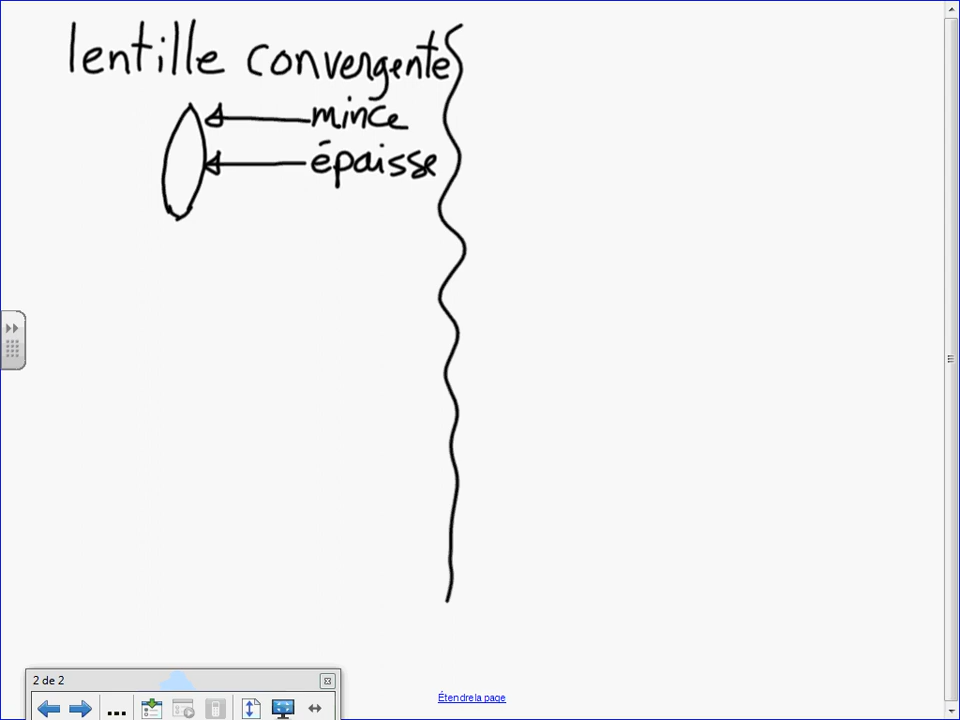 lentille convergente
mince
épaisse
2 de 2
Étendre la page